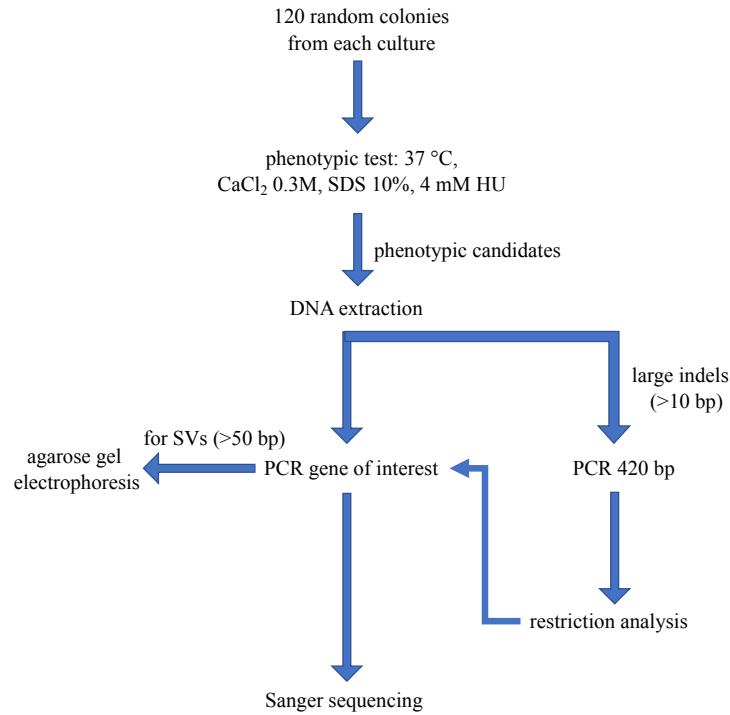 120 random colonies
from each culture
phenotypic test: 37 °C,
CaCl₂ 0.3M, SDS 10%, 4 mM HU
phenotypic candidates
DNA extraction
large indels
(>10 bp)
for SVs (>50 bp)
agarose gel
electrophoresis
PCR gene of interest
PCR 420 bp
restriction analysis
Sanger sequencing